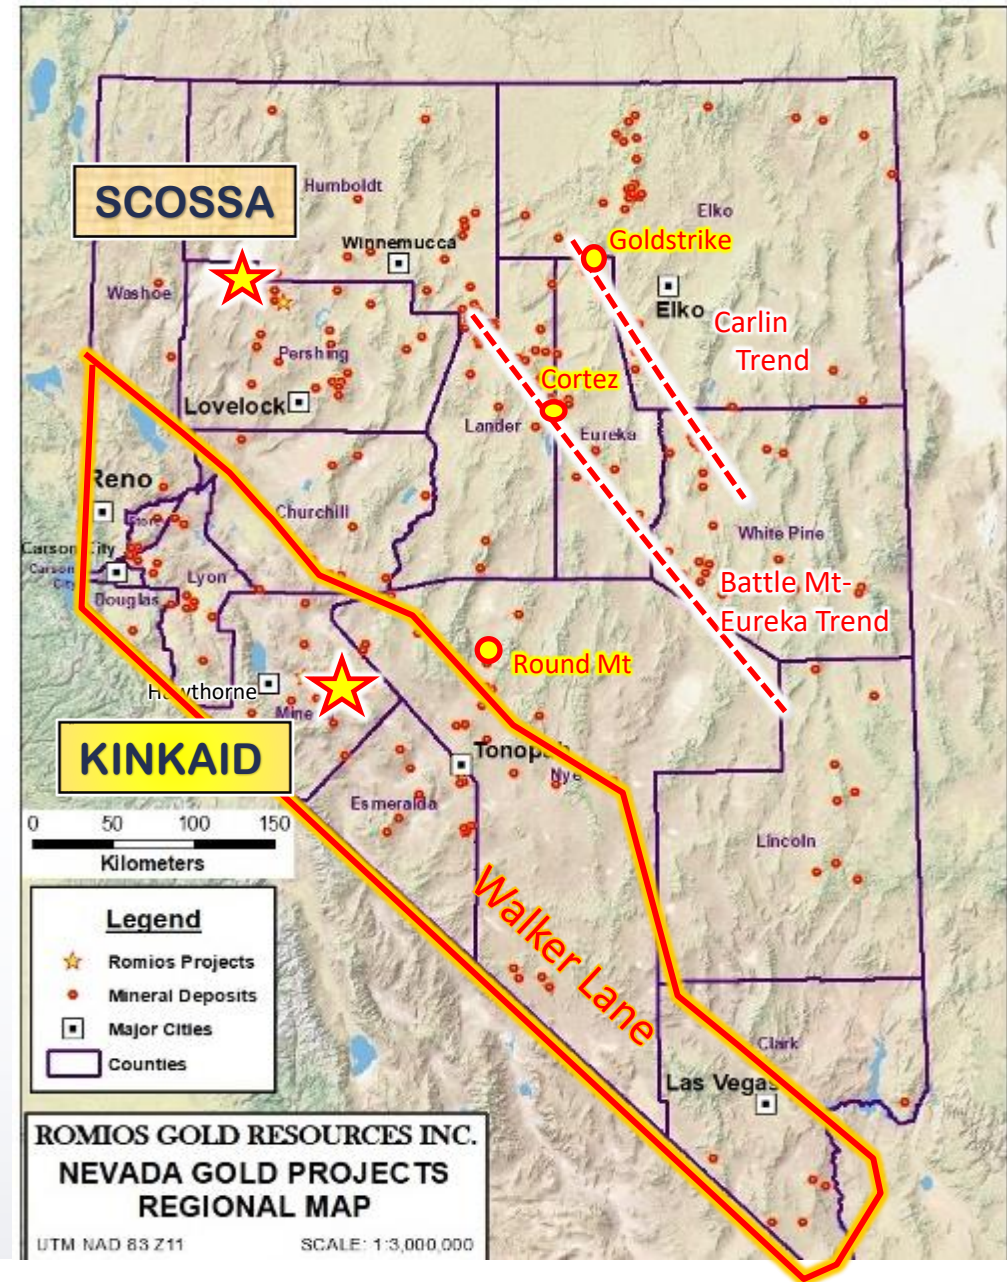 SCOSSA
Humboldt
Elko
Winnemucca
Goldstrike
Washoe
Elko
Carlin
Trend
Pershing
Cortez
Lovelock
Lander
Eureka
Reno
Churchill
White Pine
Carson City
Carson
City
Lyon
Douglas
Battle Mt-
Eureka Trend
Round Mt
Hawthorne
Mine
KINKAID
Tonopah
Nye
Esmeralda
0 50 100 150
Kilometers
Lincoln
Walker Lane
Legend
Romios Projects
Mineral Deposits
Major Cities
Counties
Clark
Las Vegas
ROMIOS GOLD RESOURCES INC.
NEVADA GOLD PROJECTS
REGIONAL MAP
UTM NAD 83 Z11 SCALE: 1:3,000,000